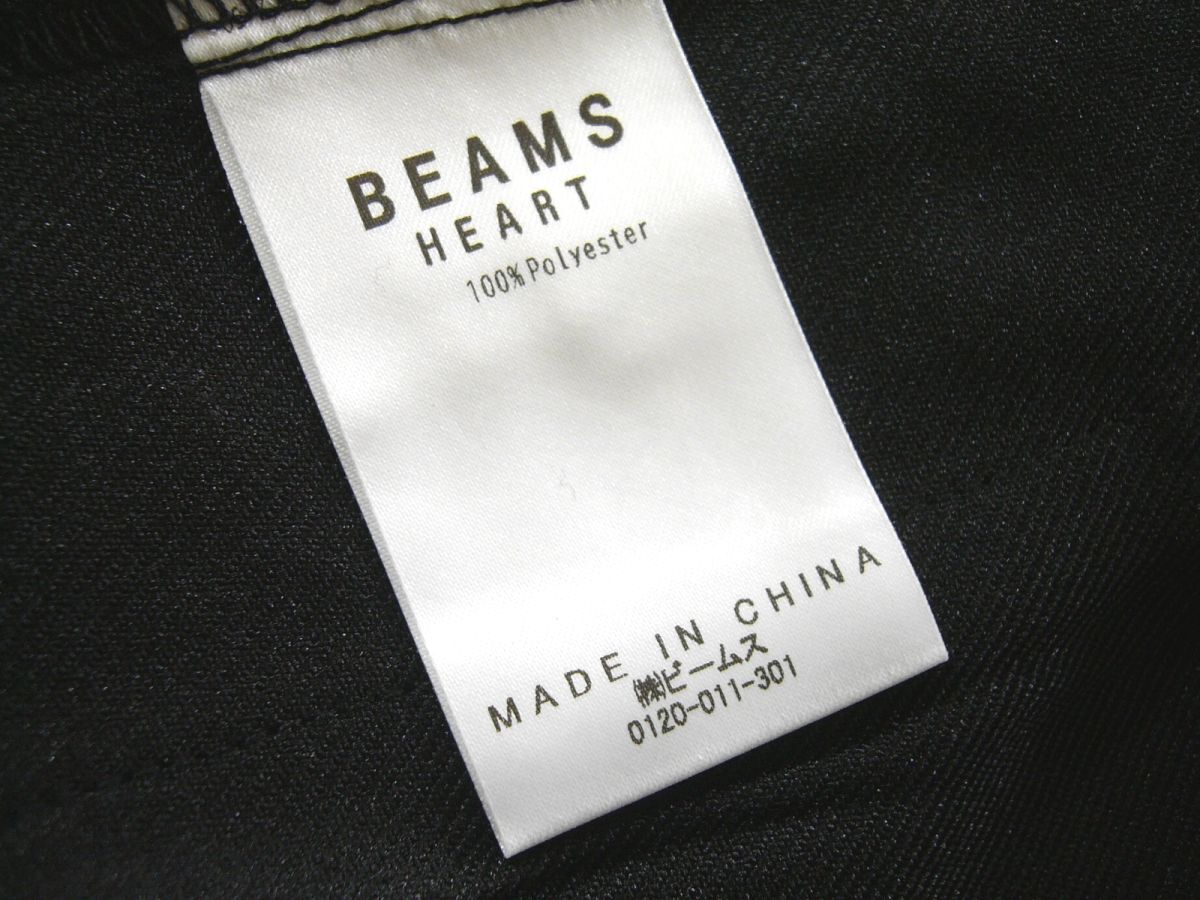 BEAMS
HEART
100%Polyester
MADE IN CHINA
㈱ビームス
0120-011-301